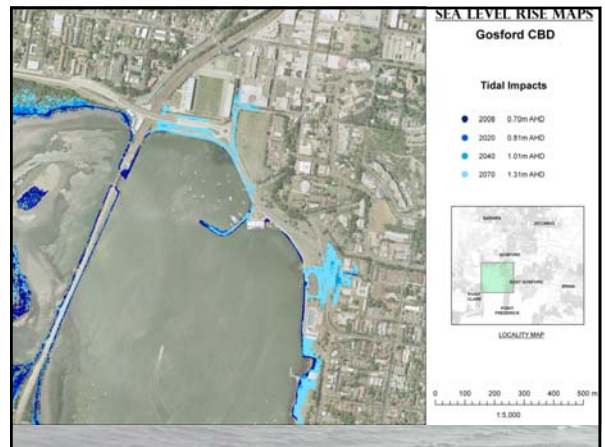 SEA LEVEL RISE MAPS
Gosford CBD
Tidal Impacts
2008 0.70m AHD
2020 0.81m AHD
2040 1.01m AHD
2070 1.31m AHD
GOSFORD
EAST GOSFORD
POINT CLARE
POINT FREDERICK
LOCALITY MAP
0 50 100 200 300 400 500 m
1:5,000